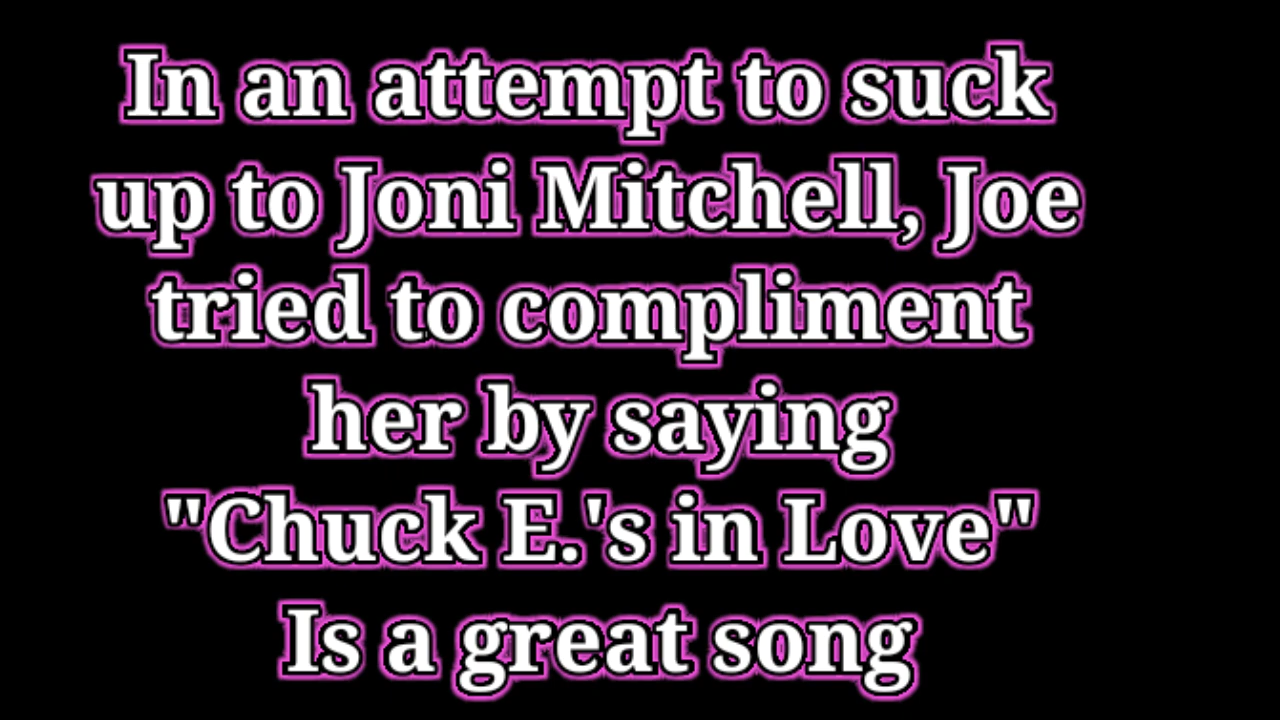 In an attempt to suck
up to Joni Mitchell, Joe
tried to compliment
her by saying
"Chuck E.'s in Love"
Is a great song